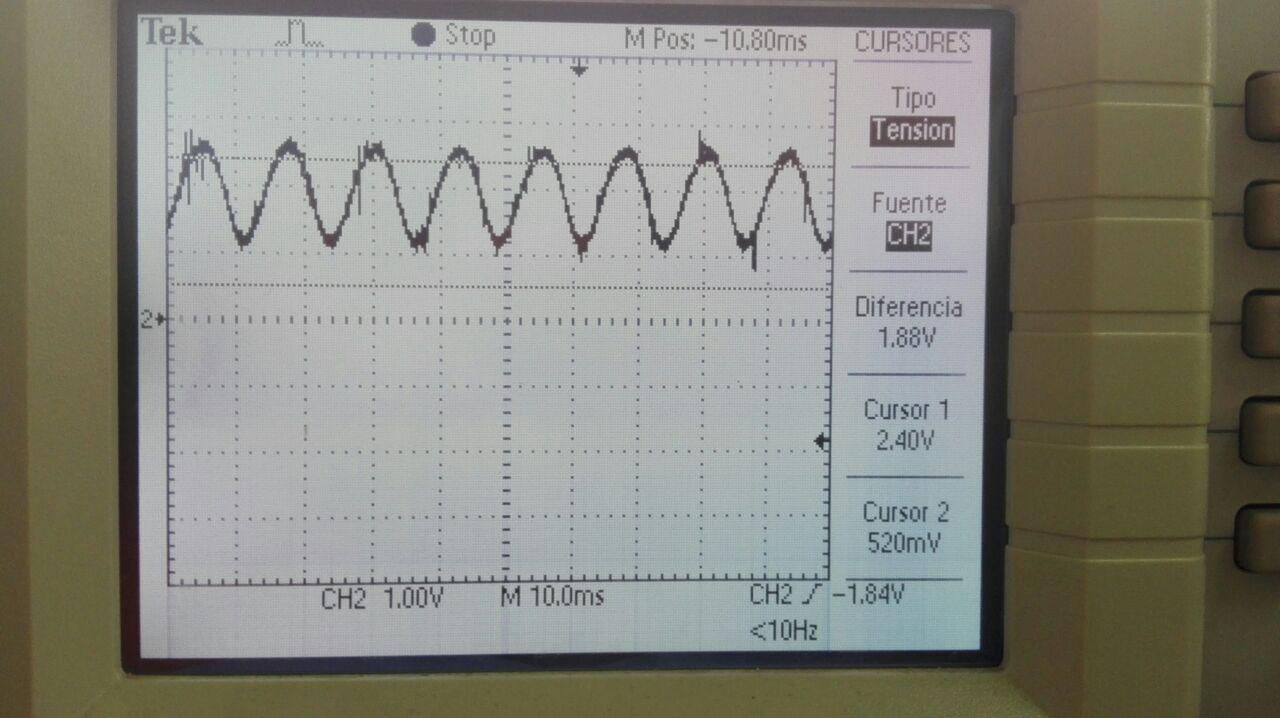 Tek Stop M Pos: -10.80ms CURSORES
Tipo
Tension
Fuente
CH2
Diferencia
1.88V
Cursor 1
2.40V
Cursor 2
520mV
2
CH2 1.00V M 10.0ms CH2 -1.84V
<10Hz